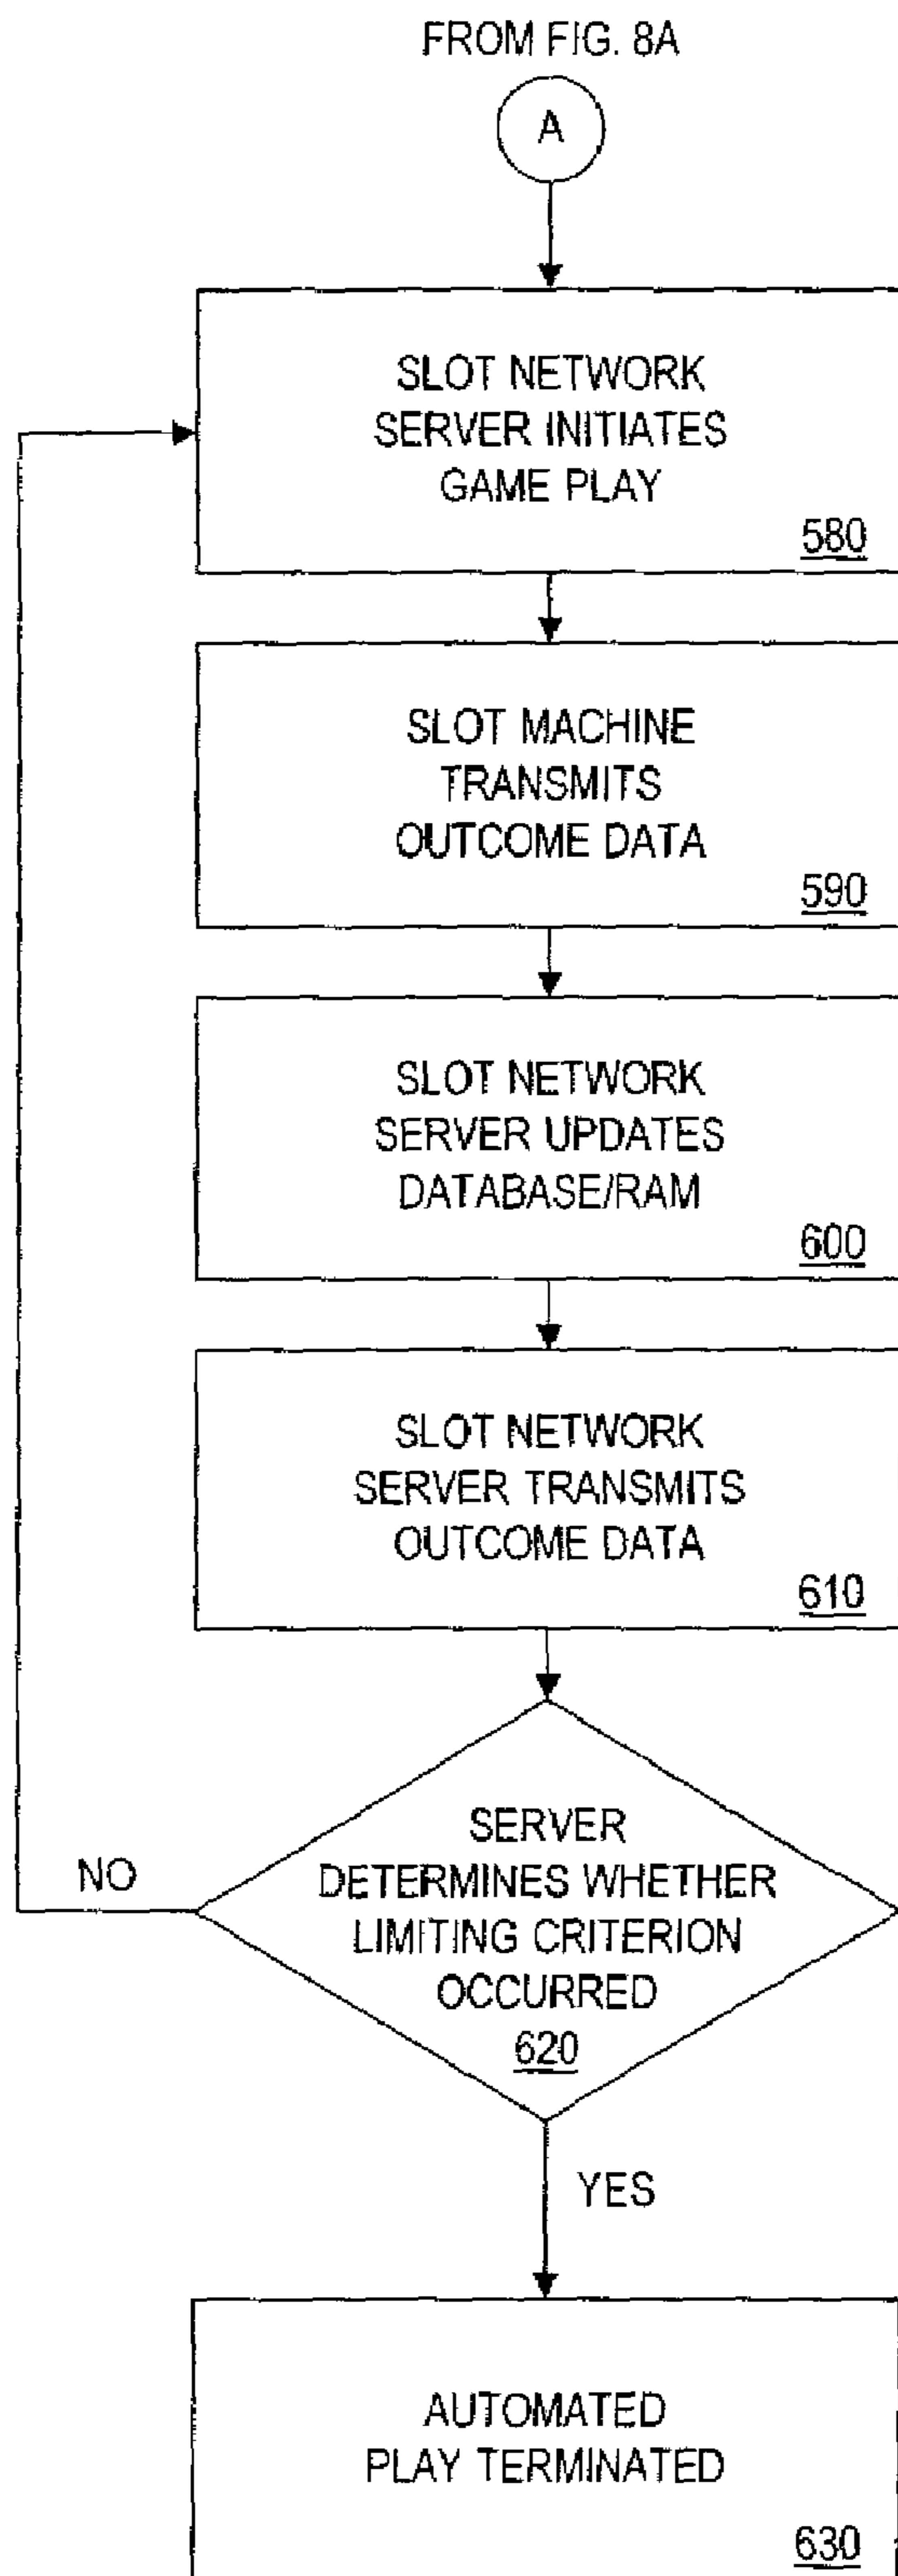 FROM FIG. 8A
A
SLOT NETWORK
SERVER INITIATES
GAME PLAY
580
SLOT MACHINE
TRANSMITS
OUTCOME DATA
590
SLOT NETWORK
SERVER UPDATES
DATABASE/RAM
600
SLOT NETWORK
SERVER TRANSMITS
OUTCOME DATA
610
SERVER
DETERMINES WHETHER
LIMITING CRITERION
OCCURRED
620
NO
YES
AUTOMATED
PLAY TERMINATED
630